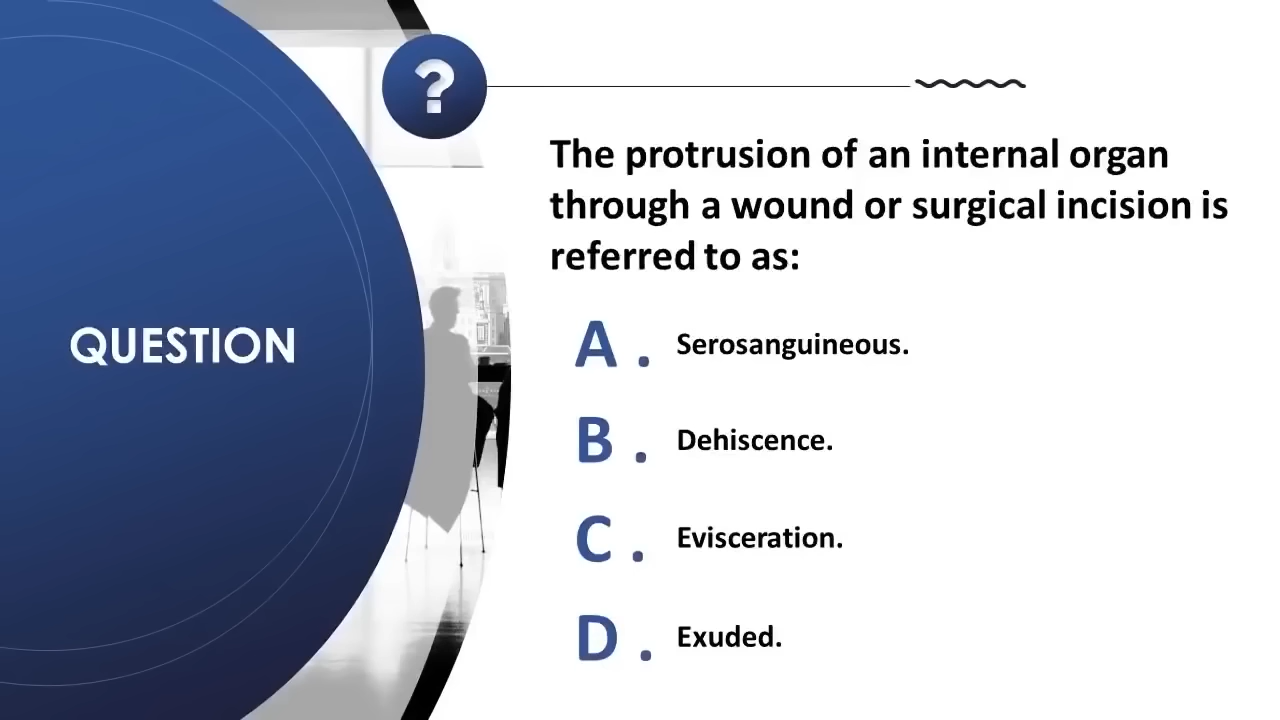 ?
QUESTION
The protrusion of an internal organ
through a wound or surgical incision is
referred to as:
A . Serosanguineous.
B . Dehiscence.
C . Evisceration.
D . Exuded.